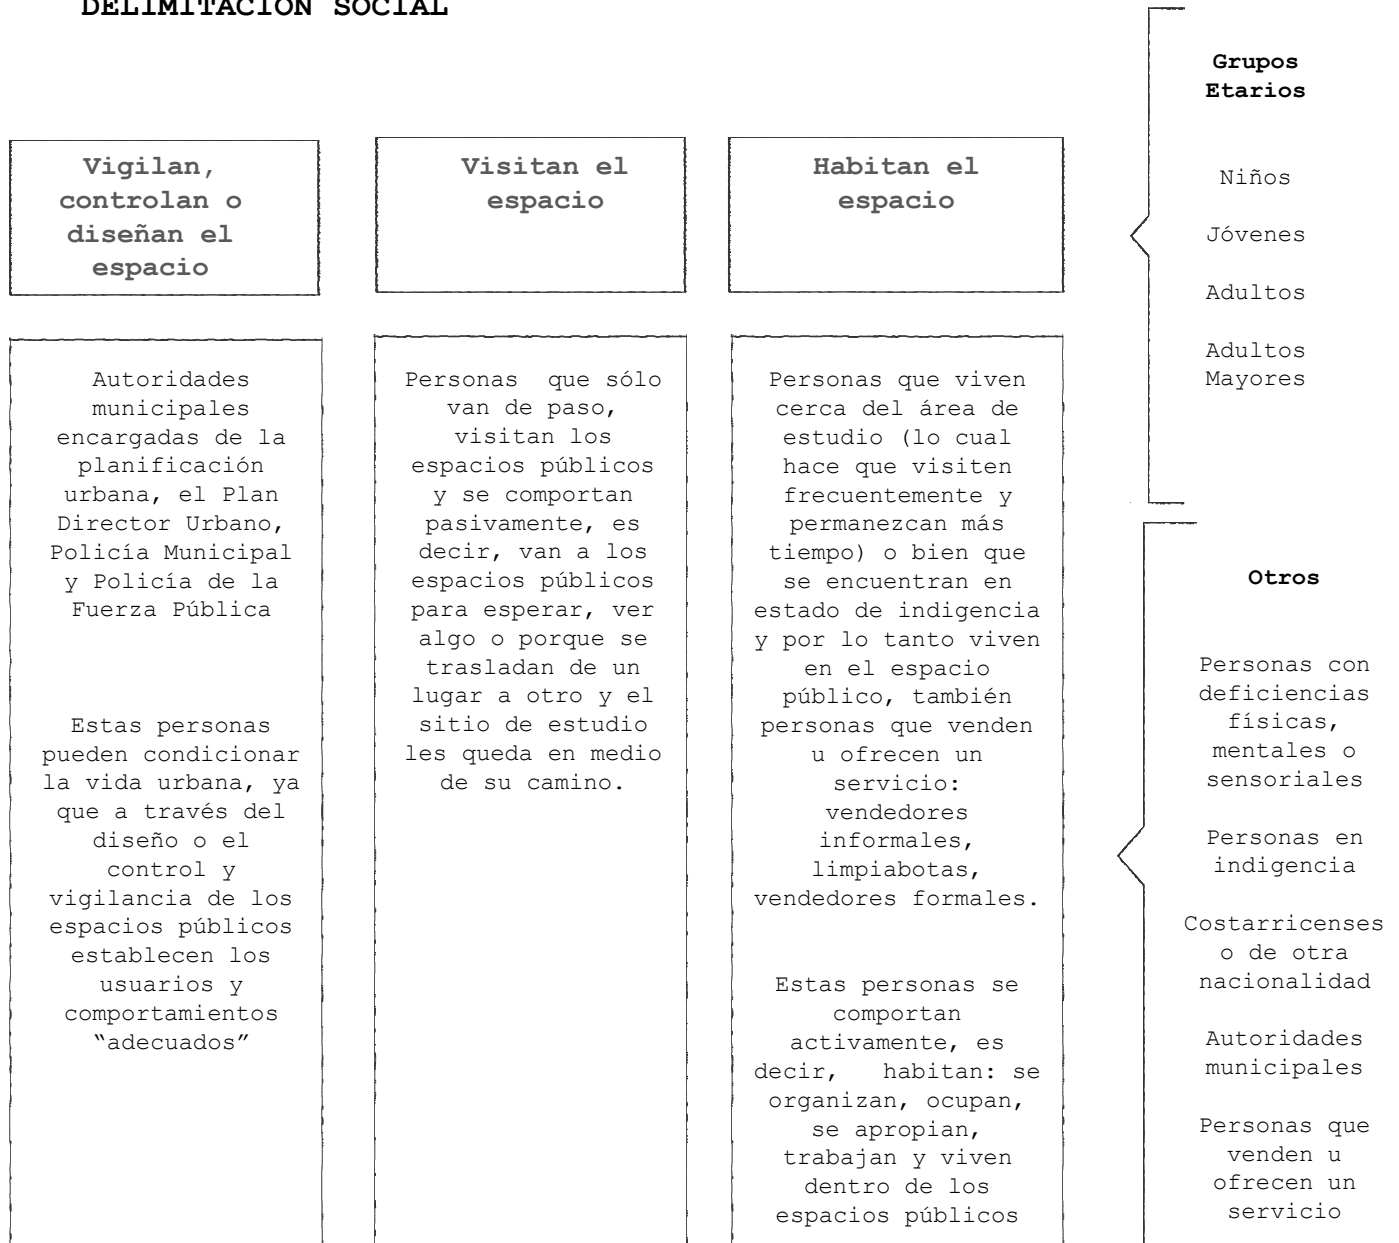 DELIMITACIÓN SOCIAL
Vigilan,
controlan o
diseñan el
espacio
Autoridades
municipales
encargadas de la
planificación
urbana, el Plan
Director Urbano,
Policía Municipal
y Policía de la
Fuerza Pública
Estas personas
pueden condicionar
la vida urbana, ya
que a través del
diseño o el
control y
vigilancia de los
espacios públicos
establecen los
usuarios y
comportamientos
“adecuados”
Visitan el
espacio
Personas que sólo
van de paso,
visitan los
espacios públicos
y se comportan
pasivamente, es
decir, van a los
espacios públicos
para esperar, ver
algo o porque se
trasladan de un
lugar a otro y el
sitio de estudio
les queda en medio
de su camino.
Habitan el
espacio
Personas que viven
cerca del área de
estudio (lo cual
hace que visiten
frecuentemente y
permanezcan más
tiempo) o bien que
se encuentran en
estado de indigencia
y por lo tanto viven
en el espacio
público, también
personas que venden
u ofrecen un
servicio:
vendedores
informales,
limpiabotas,
vendedores formales.
Estas personas se
comportan
activamente, es
decir, habitan: se
organizan, ocupan,
se apropian,
trabajan y viven
dentro de los
espacios públicos
Grupos
Etarios
Niños
Jóvenes
Adultos
Adultos
Mayores
Otros
Personas con
deficiencias
físicas,
mentales o
sensoriales
Personas en
indigencia
Costarricenses
o de otra
nacionalidad
Autoridades
municipales
Personas que
venden u
ofrecen un
servicio